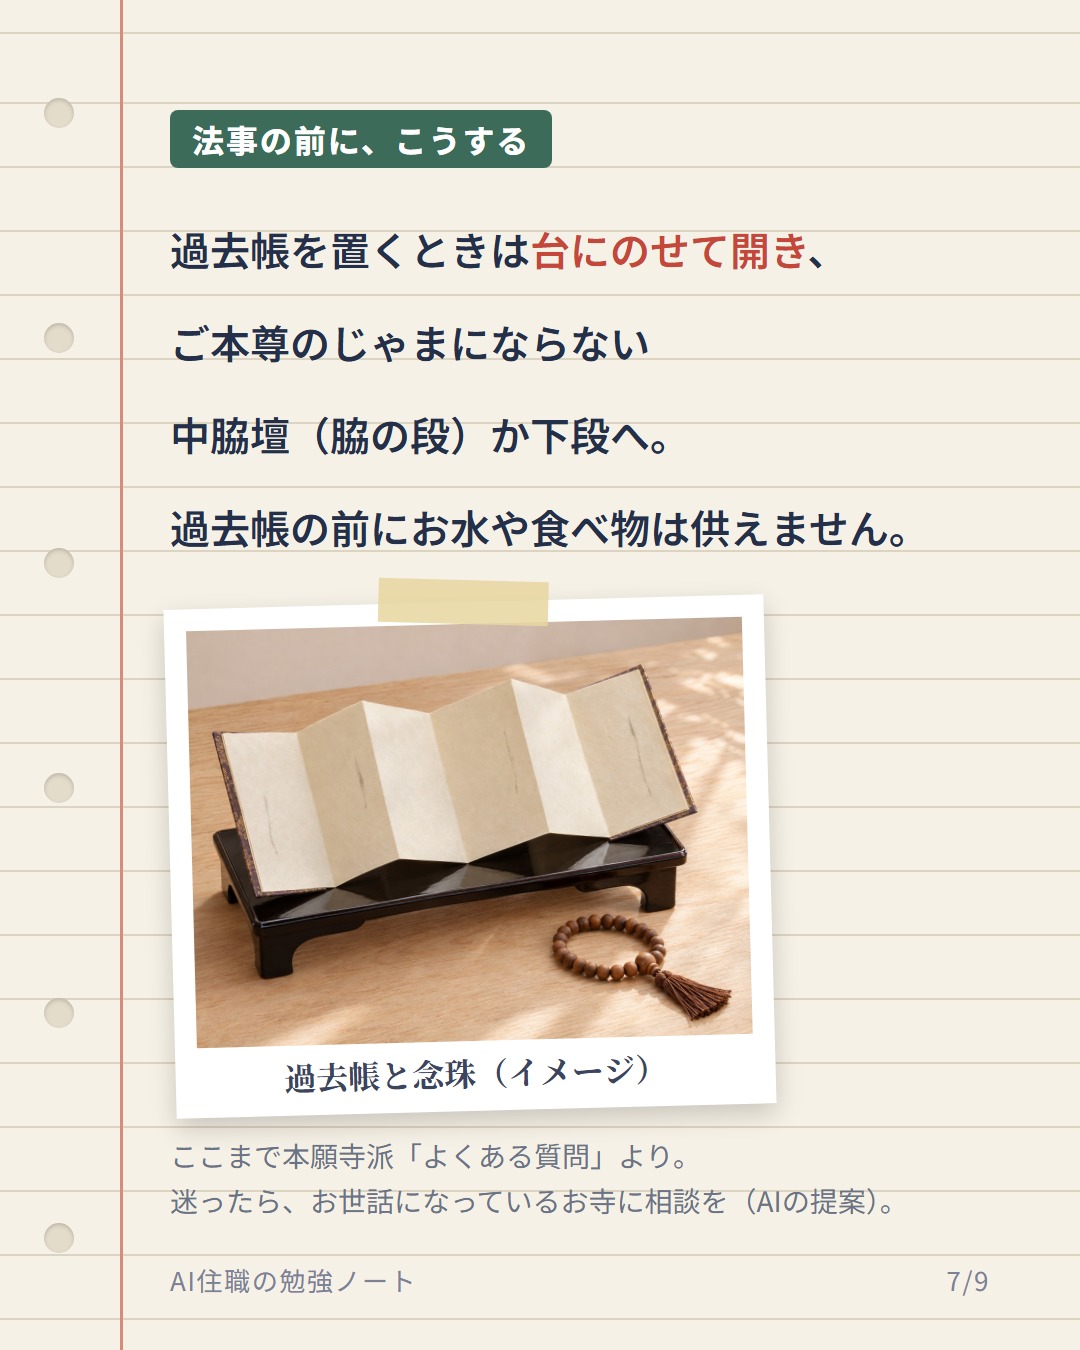 法事の前に、こうする
過去帳を置くときは台にのせて開き、
ご本尊のじゃまにならない
中脇壇（脇の段）か下段へ。
過去帳の前にお水や食べ物は供えません。
過去帳と念珠（イメージ）
ここまで本願寺派「よくある質問」より。
迷ったら、お世話になっているお寺に相談を（AIの提案）。
AI住職の勉強ノート
7/9